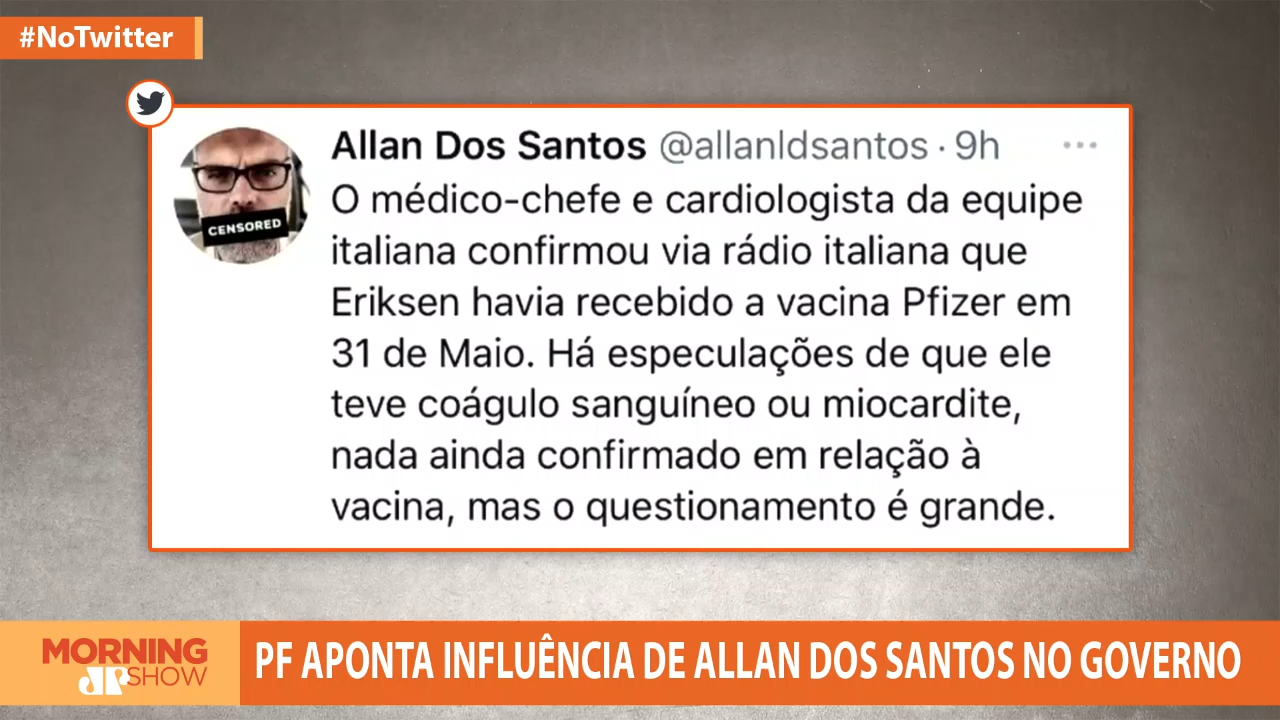 #NoTwitter
Allan Dos Santos @allanldsantos · 9h ...
CENSORED
O médico-chefe e cardiologista da equipe
italiana confirmou via rádio italiana que
Eriksen havia recebido a vacina Pfizer em
31 de Maio. Há especulações de que ele
teve coágulo sanguíneo ou miocardite,
nada ainda confirmado em relação à
vacina, mas o questionamento é grande.
MORNING
JP SHOW
PF APONTA INFLUÊNCIA DE ALLAN DOS SANTOS NO GOVERNO